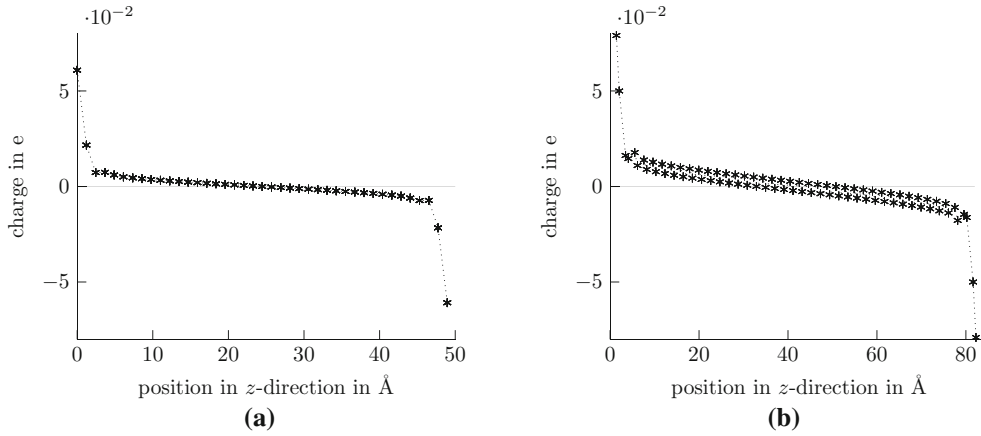 ·10−2
5
0
−5
charge in e
0 10 20 30 40 50
position in z-direction in Å
(a)
·10−2
5
0
−5
charge in e
0 20 40 60 80
position in z-direction in Å
(b)